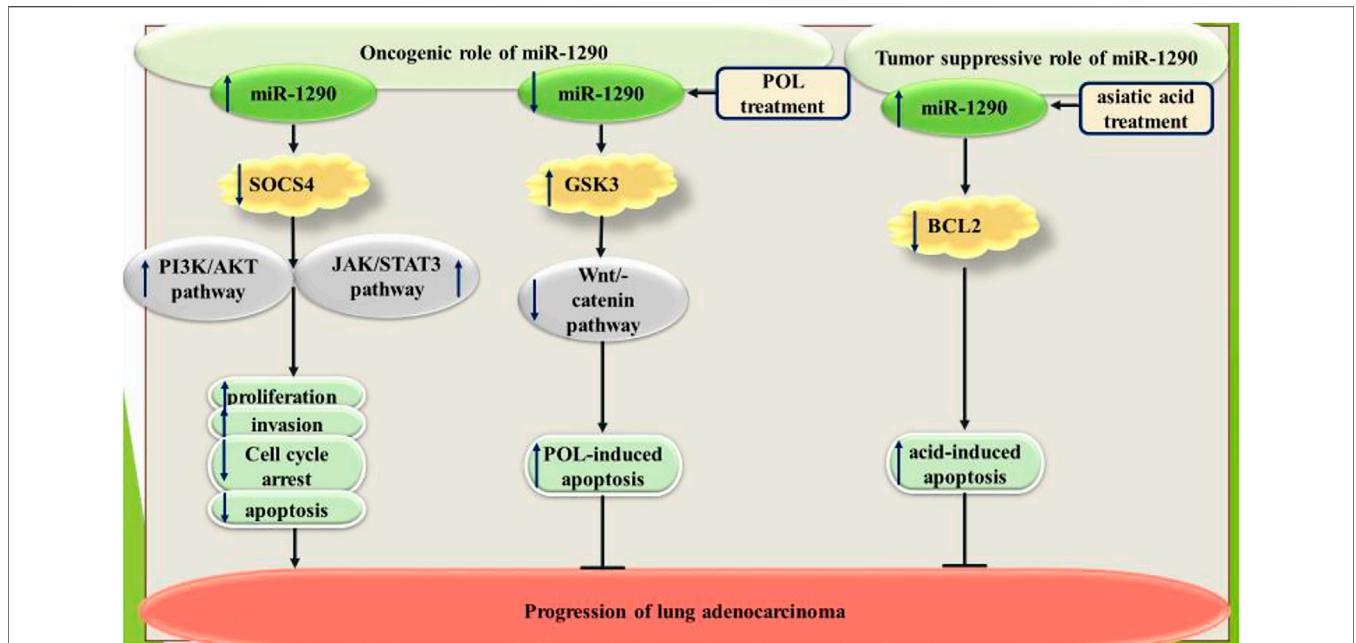 Oncogenic role of miR-1290
miR-1290
SOCS4
PI3K/AKT
pathway
JAK/STAT3
pathway
proliferation
invasion
Cell cycle
arrest
apoptosis
miR-1290
POL
treatment
GSK3
Wnt/-
catenin
pathway
POL-induced
apoptosis
Tumor suppressive role of miR-1290
miR-1290
asiatic acid
treatment
BCL2
acid-induced
apoptosis
Progression of lung adenocarcinoma